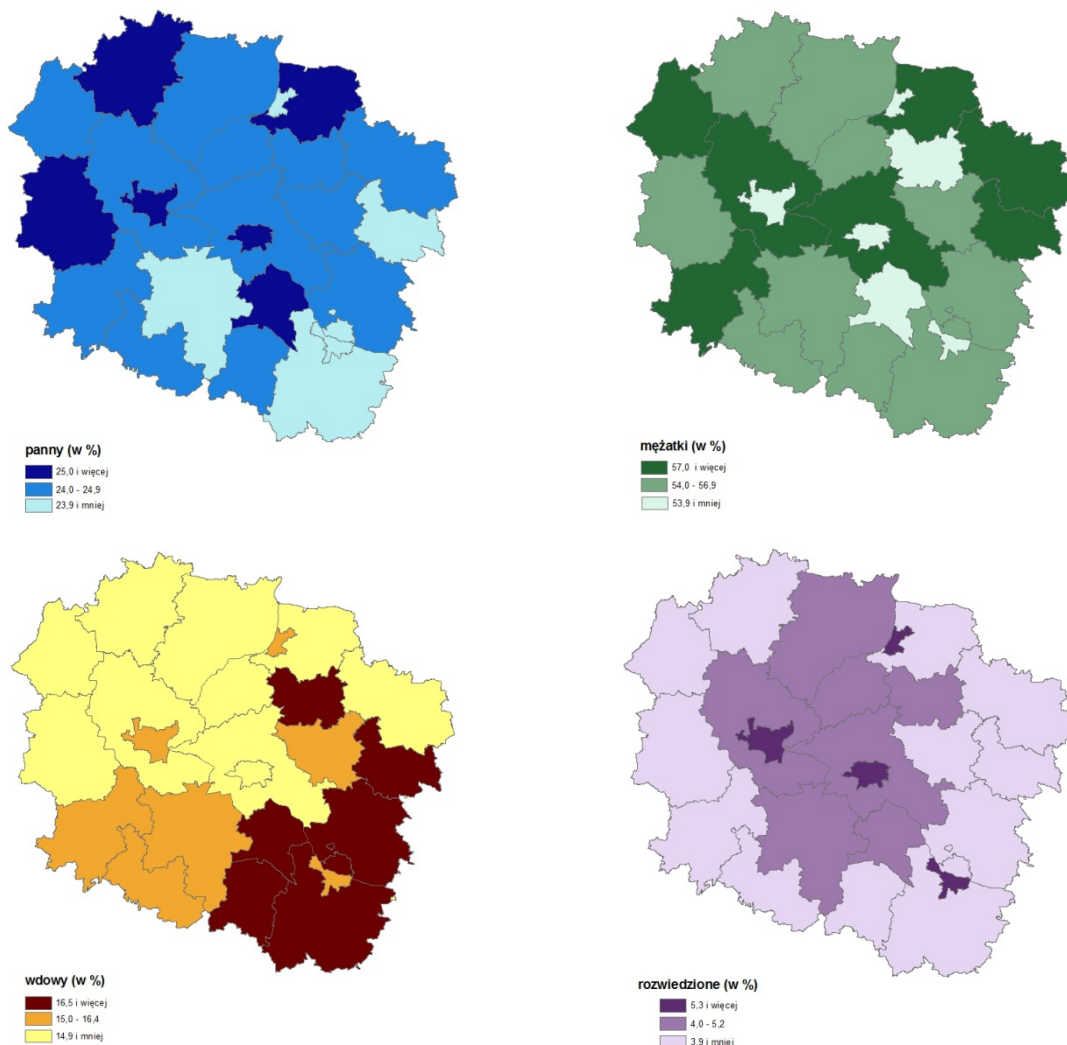 panny (w %)
25,0 i więcej
24,0 - 24,9
23,9 i mniej
mężatki (w %)
57,0 i więcej
54,0 - 56,9
53,9 i mniej
wdowy (w %)
16,5 i więcej
15,0 - 16,4
14,9 i mniej
rozwiedzione (w %)
5,3 i więcej
4,0 - 5,2
3,9 i mniej